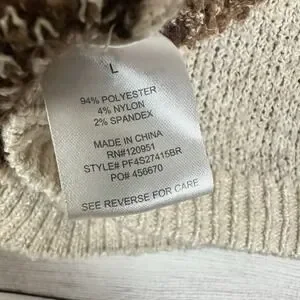 L
94% POLYESTER
4% NYLON
2% SPANDEX
MADE IN CHINA
RN#120951
STYLE# PF4S27415BR
PO# 456670
SEE REVERSE FOR CARE